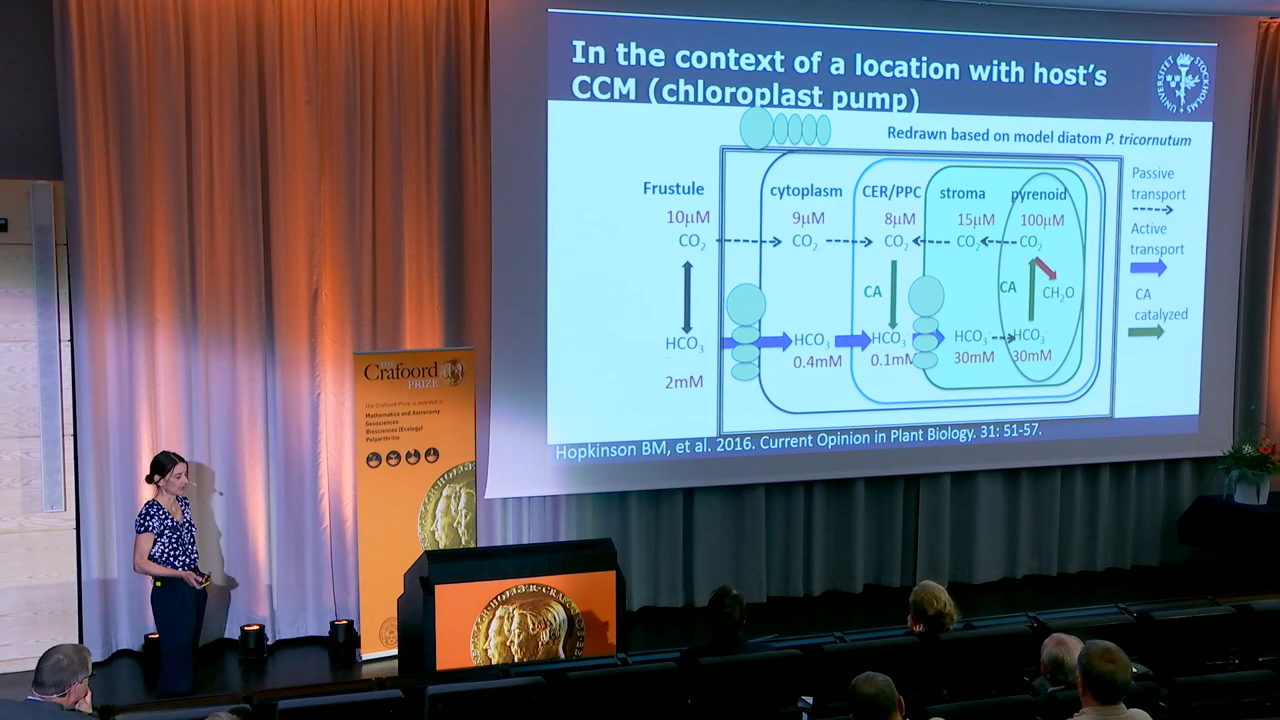 In the context of a location with host's
CCM (chloroplast pump)
STOCKHOLMS
UNIVERSITET
Redrawn based on model diatom P. tricornutum
Frustule
cytoplasm
CER/PPC
stroma
pyrenoid
10µM
9µM
8µM
15µM
100µM
CO2
CO2
CO2
CO2
CO2
CA
CA
CH2O
HCO3
HCO3
HCO3
HCO3-
HCO3-
2mM
0.4mM
0.1mM
30mM
30mM
Passive
transport
Active
transport
CA
catalyzed
Hopkinson BM, et al. 2016. Current Opinion in Plant Biology. 31: 51-57.
THE
Crafoord
PRIZE
The Crafoord Prize is awarded in
Mathematics and Astronomy
Geosciences
Biosciences (Ecology)
Polyarthritis